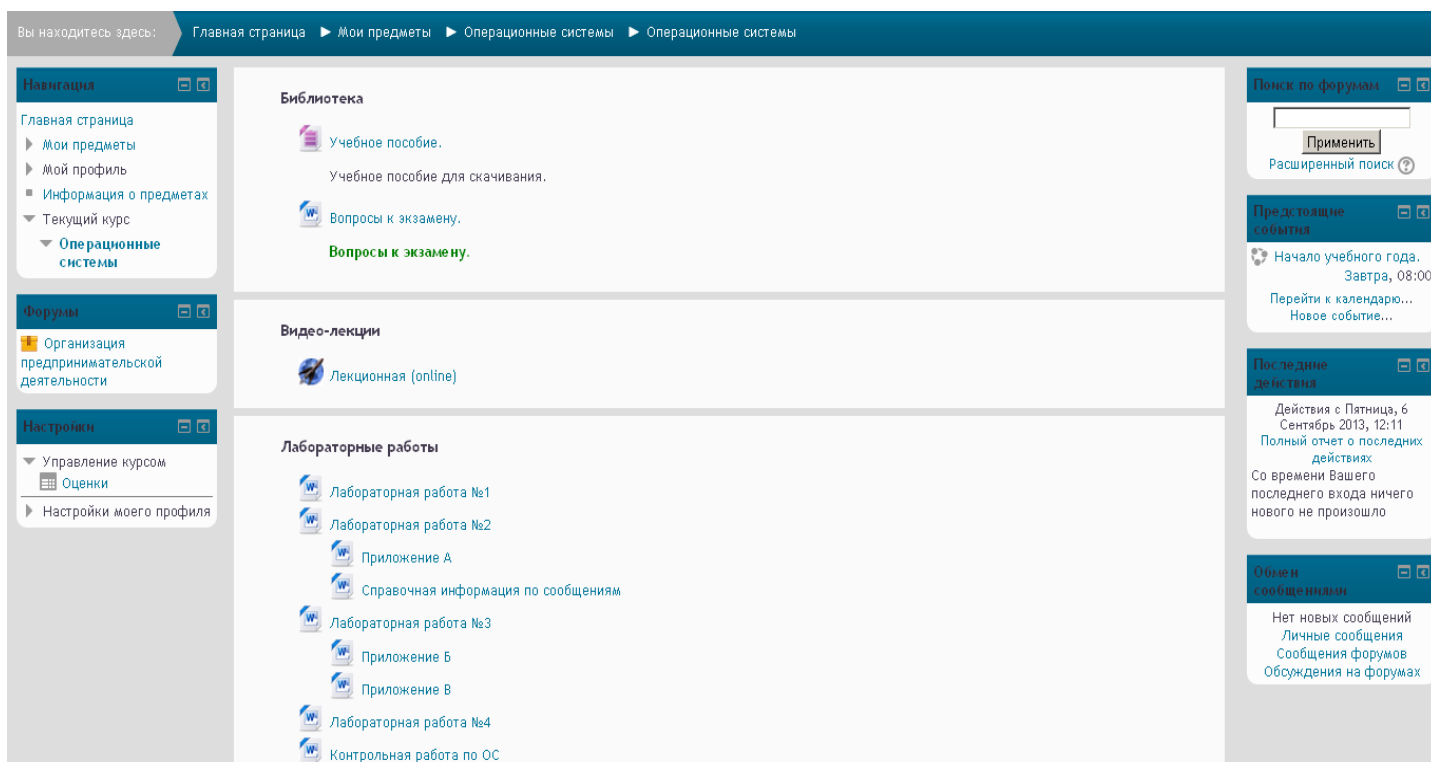 Вы находитесь здесь: Главная страница ► Мои предметы ► Операционные системы ► Операционные системы
Навигация
Главная страница
Мои предметы
Мой профиль
Информация о предметах
Текущий курс
Операционные
системы
Форумы
Организация
предпринимательской
деятельности
Настройки
Управление курсом
Оценки
Настройки моего профиля
Библиотека
Учебное пособие.
Учебное пособие для скачивания.
Вопросы к экзамену.
Вопросы к экзамену.
Видео-лекции
Лекционная (online)
Лабораторные работы
Лабораторная работа №1
Лабораторная работа №2
Приложение А
Справочная информация по сообщениям
Лабораторная работа №3
Приложение Б
Приложение В
Лабораторная работа №4
Контрольная работа по ОС
Поиск по форумам
Применить
Расширенный поиск
Предстоящие
события
Начало учебного года.
Завтра, 08:00
Перейти к календарю...
Новое событие...
Последние
действия
Действия с Пятница, 6
Сентябрь 2013, 12:11
Полный отчет о последних
действиях
Со времени Вашего
последнего входа ничего
нового не произошло
Обмен
сообщениями
Нет новых сообщений
Личные сообщения
Сообщения форумов
Обсуждения на форумах